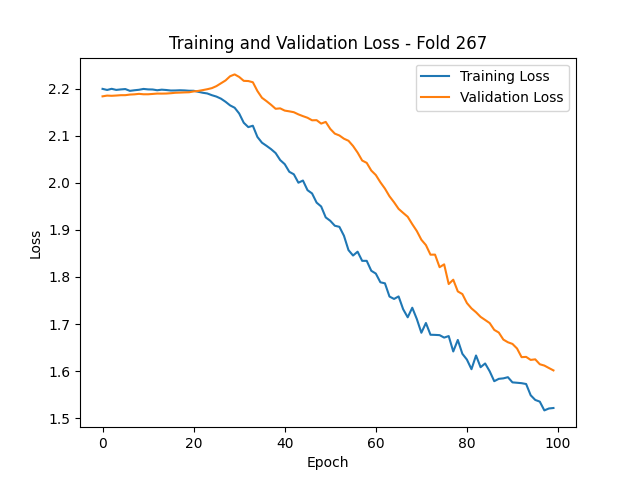 Training and Validation Loss - Fold 267
Training Loss
Validation Loss
Loss
2.2
2.1
2.0
1.9
1.8
1.7
1.6
1.5
0 20 40 60 80 100
Epoch